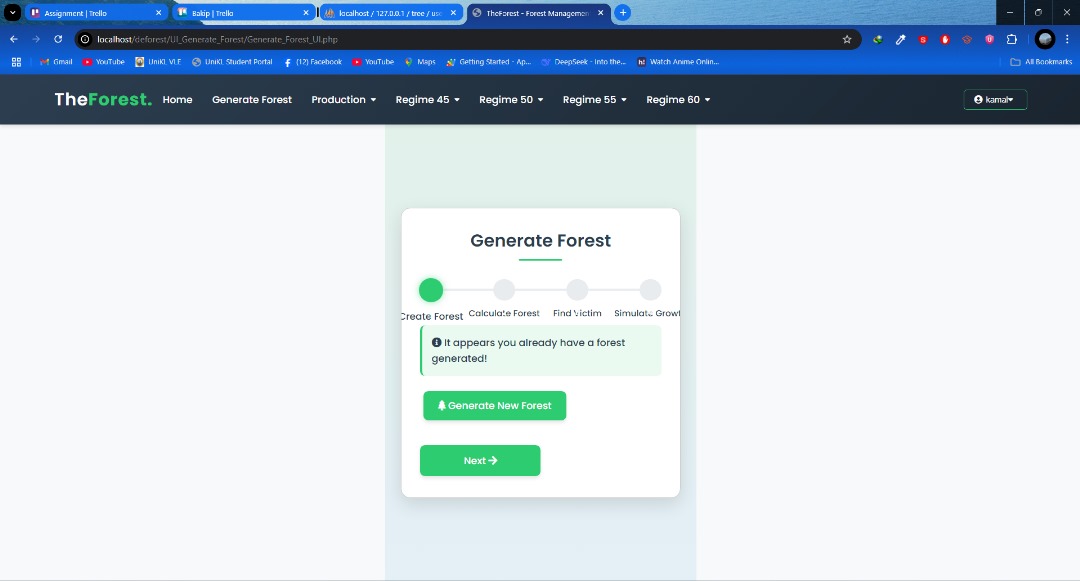 Assignment | Trello
Bakip | Trello
localhost / 127.0.0.1 / tree / use
TheForest - Forest Managemen
localhost/deforest/UI_Generate_Forest/Generate_Forest_UI.php
Gmail
YouTube
UniKL VLE
UniKL Student Portal
(12) Facebook
YouTube
Maps
Getting Started - Ap...
DeepSeek - Into the...
Watch Anime Onlin...
All Bookmarks
TheForest.
Home
Generate Forest
Production
Regime 45
Regime 50
Regime 55
Regime 60
kamal
Generate Forest
Create Forest
Calculate Forest
Find Victim
Simulate Growt
It appears you already have a forest
generated!
Generate New Forest
Next